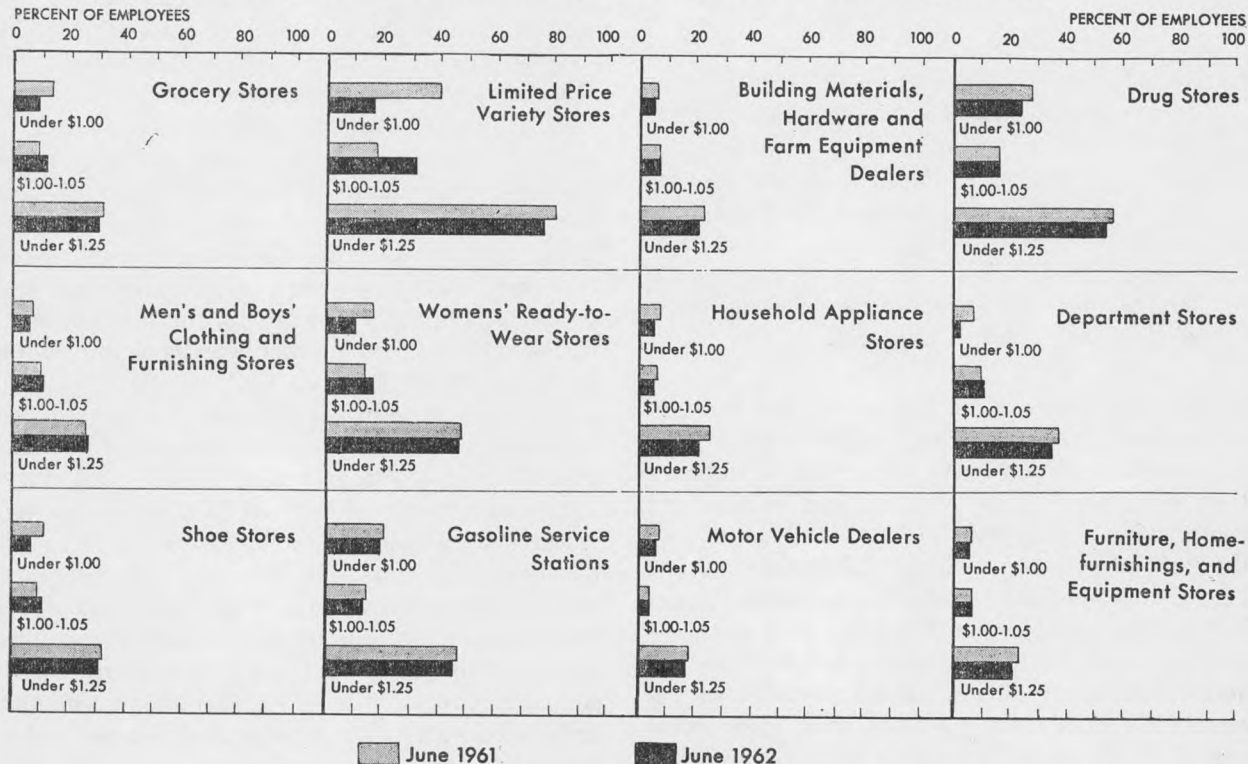 PERCENT OF EMPLOYEES
PERCENT OF EMPLOYEES
0 20 40 60 80 100
0 20 40 60 80 100
0 20 40 60 80 100
0 20 40 60 80 100
Grocery Stores
Under $1.00
$1.00-1.05
Under $1.25
Limited Price
Variety Stores
Under $1.00
$1.00-1.05
Under $1.25
Building Materials,
Hardware and
Farm Equipment
Dealers
Under $1.00
$1.00-1.05
Under $1.25
Drug Stores
Under $1.00
$1.00-1.05
Under $1.25
Men's and Boys'
Clothing and
Furnishing Stores
Under $1.00
$1.00-1.05
Under $1.25
Womens' Ready-to-
Wear Stores
Under $1.00
$1.00-1.05
Under $1.25
Household Appliance
Stores
Under $1.00
$1.00-1.05
Under $1.25
Department Stores
Under $1.00
$1.00-1.05
Under $1.25
Shoe Stores
Under $1.00
$1.00-1.05
Under $1.25
Gasoline Service
Stations
Under $1.00
$1.00-1.05
Under $1.25
Motor Vehicle Dealers
Under $1.00
$1.00-1.05
Under $1.25
Furniture, Home-
furnishings, and
Equipment Stores
Under $1.00
$1.00-1.05
Under $1.25
June 1961
June 1962